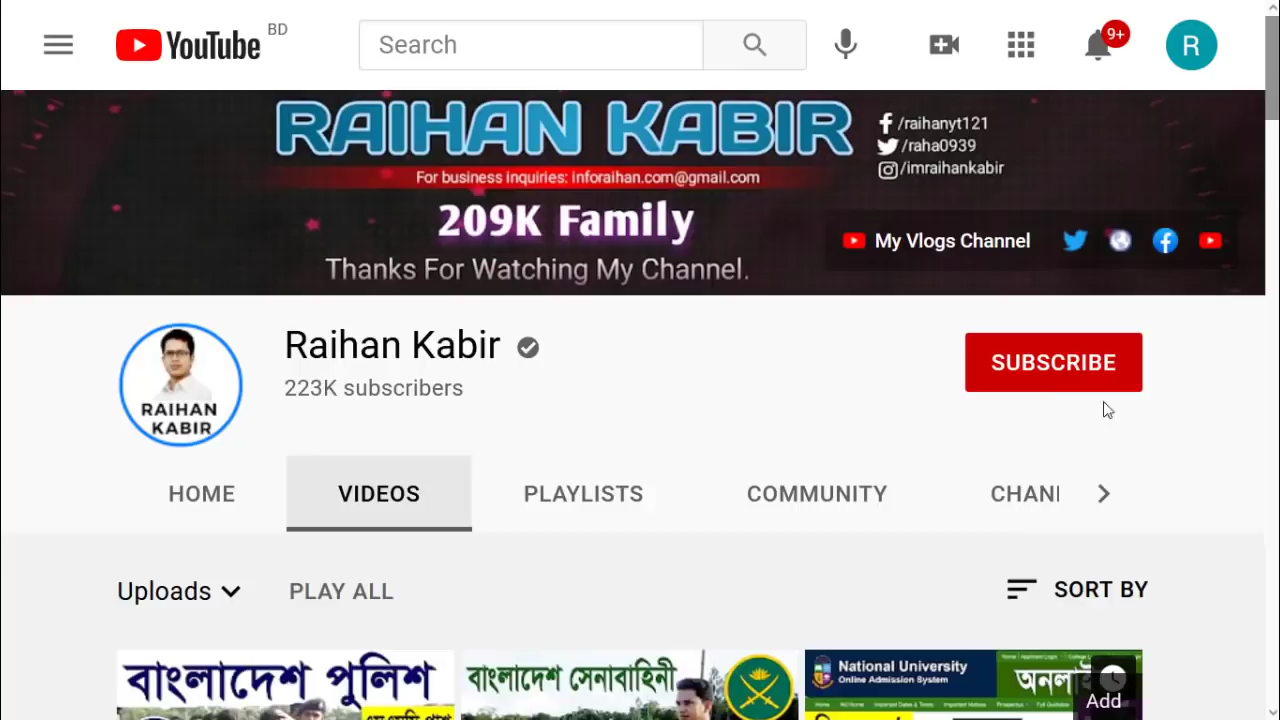 YouTube BD
Search
9+
R
RAIHAN KABIR
/raihanyt121
/raha0939
/imraihankabir
For business inquiries: inforaihan.com@gmail.com
209K Family
Thanks For Watching My Channel.
My Vlogs Channel
RAIHAN
KABIR
Raihan Kabir
223K subscribers
SUBSCRIBE
HOME VIDEOS PLAYLISTS COMMUNITY CHAN
Uploads PLAY ALL SORT BY
বাংলাদেশ পুলিশ
বাংলাদেশ সেনাবাহিনী
National University
Online Admission System
Add